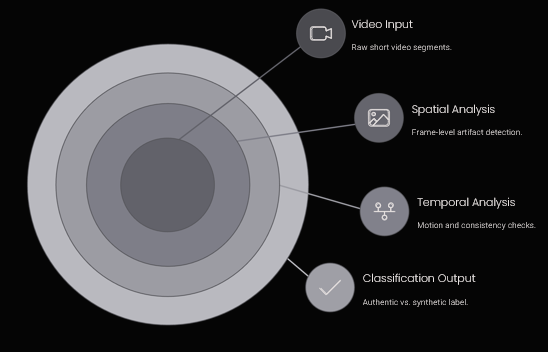 Video Input
Raw short video segments.
Spatial Analysis
Frame-level artifact detection.
Temporal Analysis
Motion and consistency checks.
Classification Output
Authentic vs. synthetic label.